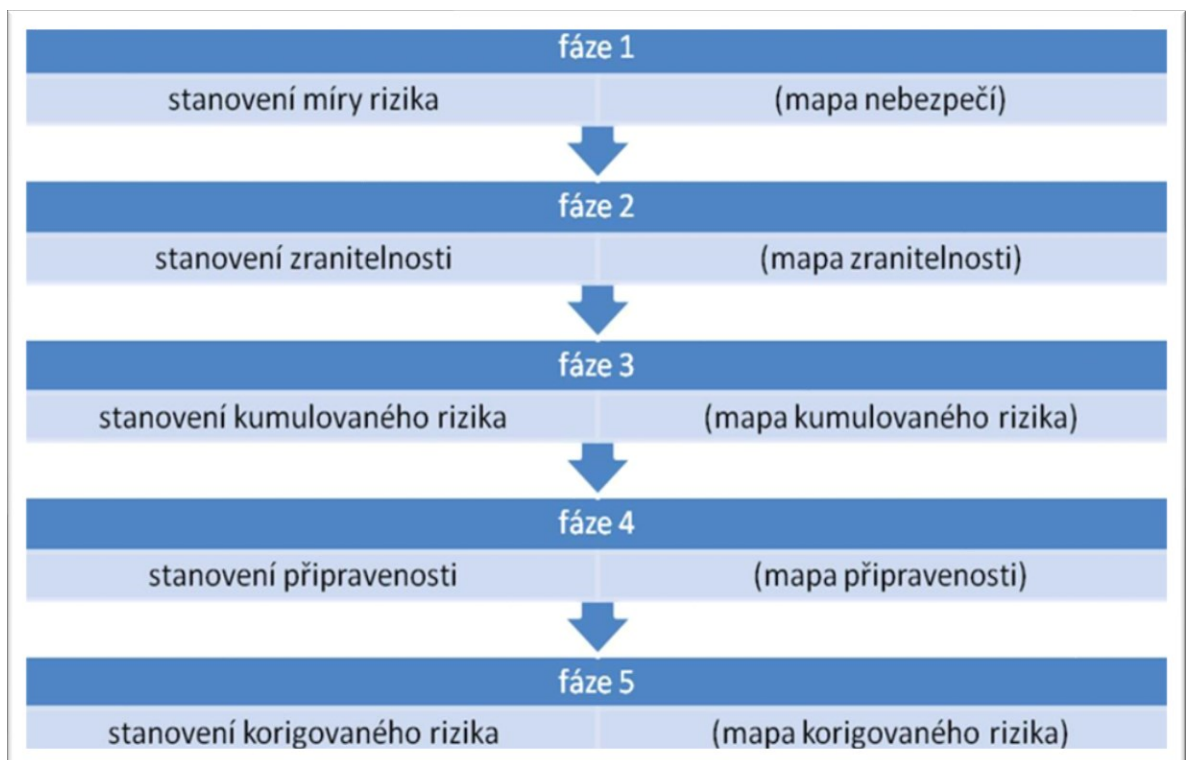 fáze 1
stanovení míry rizika (mapa nebezpečí)
fáze 2
stanovení zranitelnosti (mapa zranitelnosti)
fáze 3
stanovení kumulovaného rizika (mapa kumulovaného rizika)
fáze 4
stanovení připravenosti (mapa připravenosti)
fáze 5
stanovení korigovaného rizika (mapa korigovaného rizika)